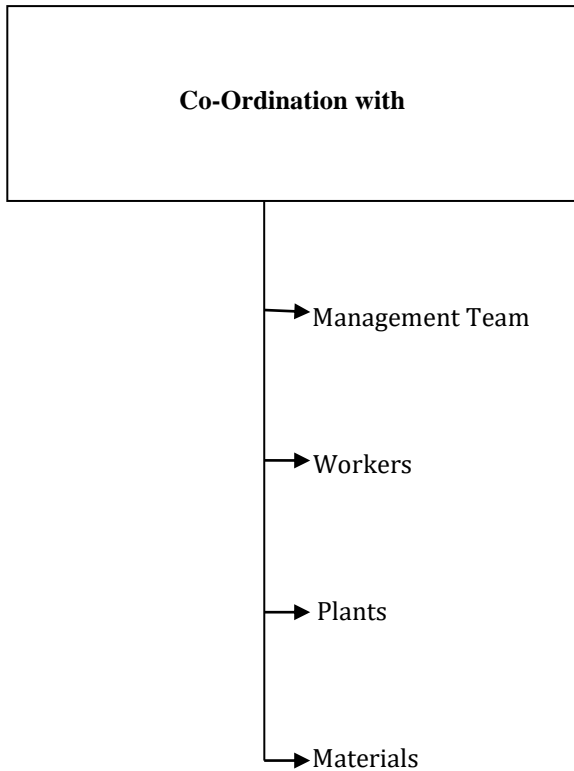 Co-Ordination with
Management Team
Workers
Plants
Materials